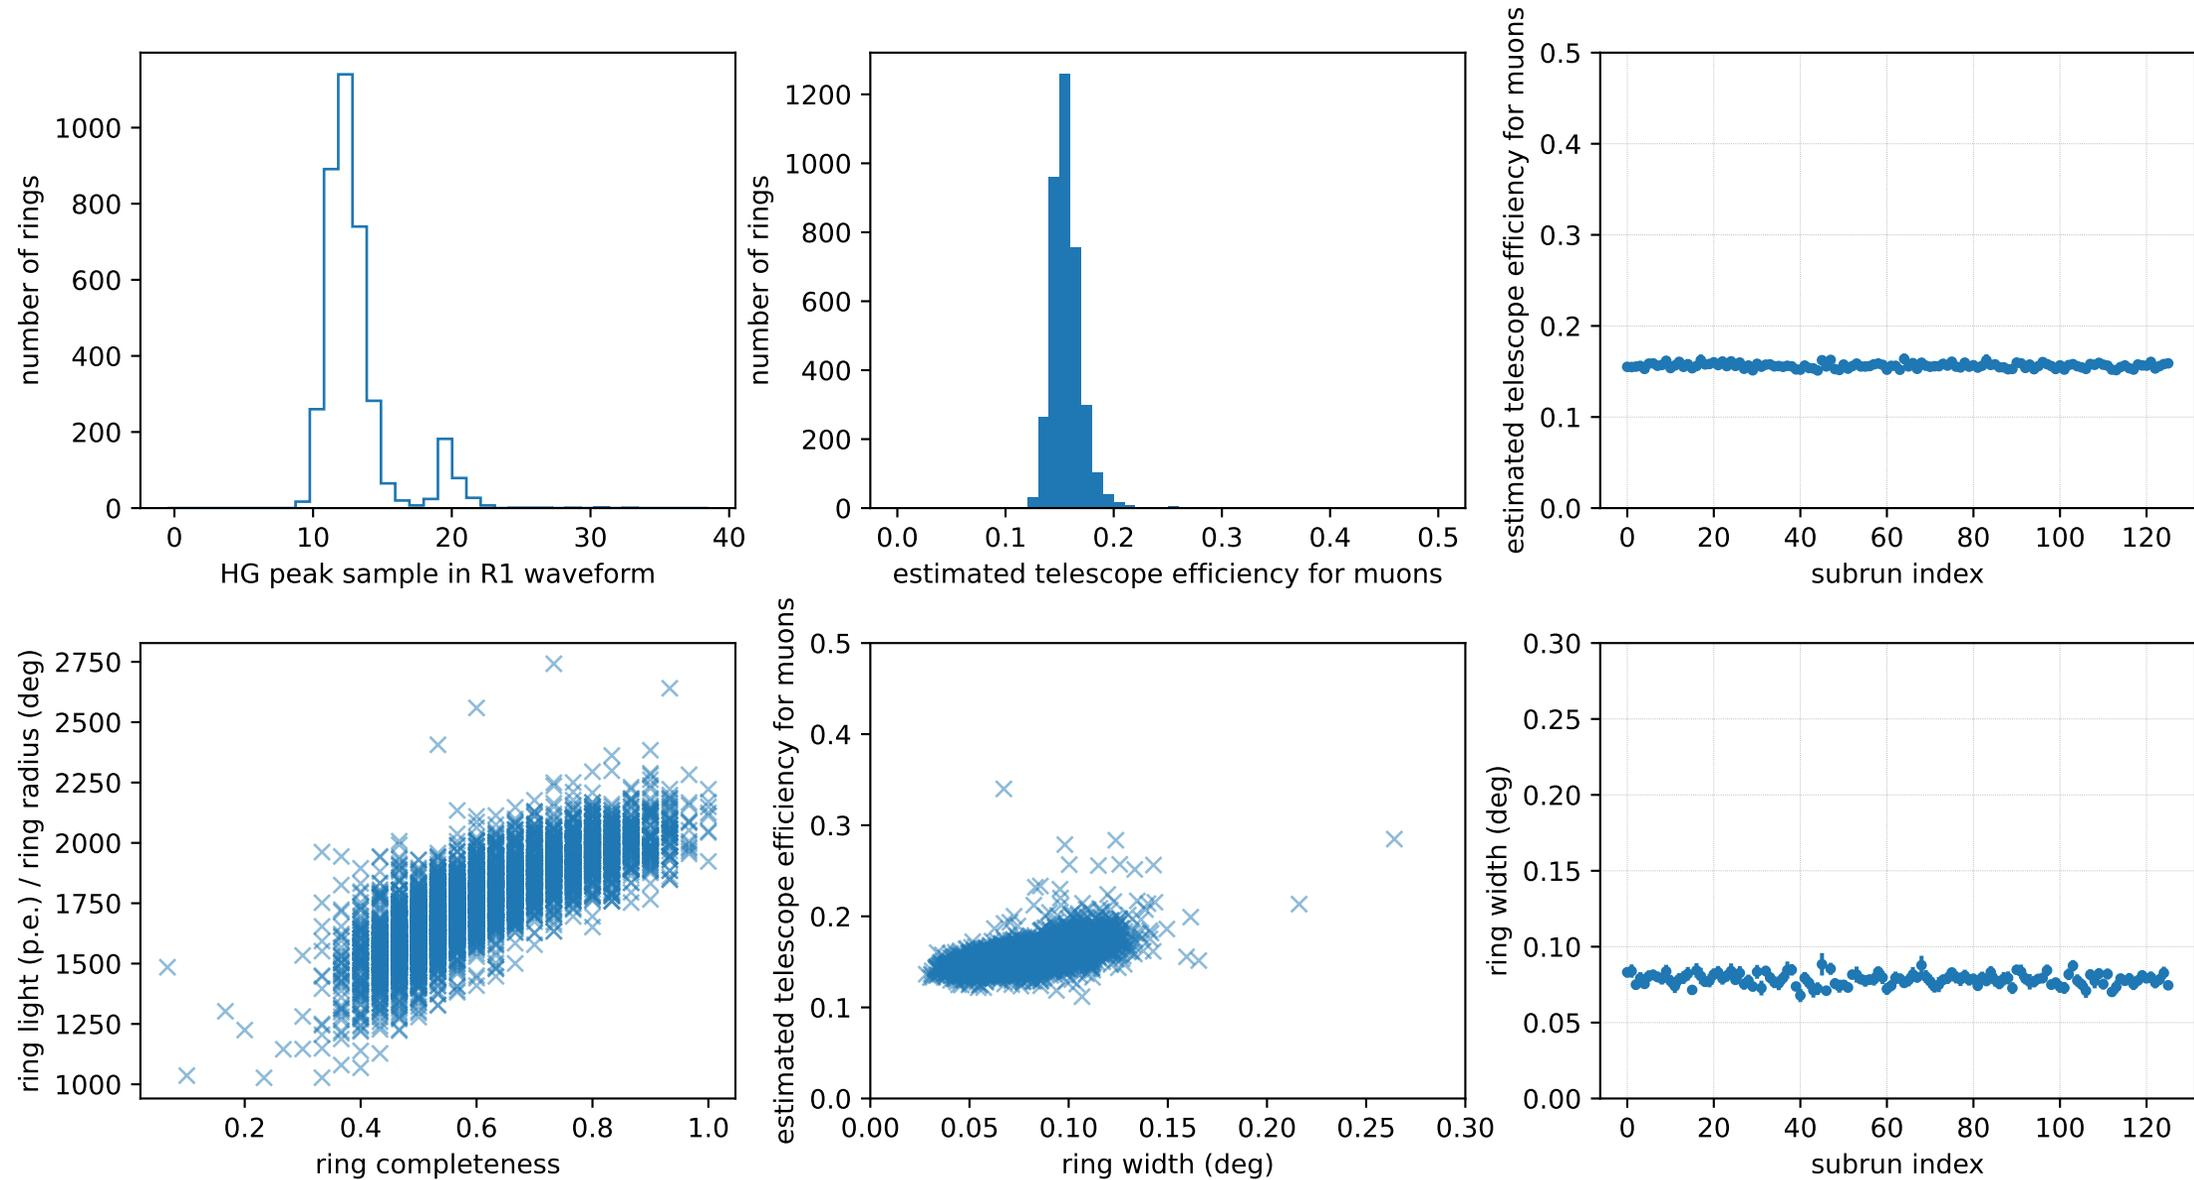 number of rings
1000
800
600
400
200
0
0 10 20 30 40
HG peak sample in R1 waveform
number of rings
1200
1000
800
600
400
200
0
0.0 0.1 0.2 0.3 0.4 0.5
estimated telescope efficiency for muons
estimated telescope efficiency for muons
0.5
0.4
0.3
0.2
0.1
0.0
0 20 40 60 80 100 120
subrun index
ring light (p.e.) / ring radius (deg)
2750
2500
2250
2000
1750
1500
1250
1000
0.2 0.4 0.6 0.8 1.0
ring completeness
estimated telescope efficiency for muons
0.5
0.4
0.3
0.2
0.1
0.0
0.00 0.05 0.10 0.15 0.20 0.25 0.30
ring width (deg)
ring width (deg)
0.30
0.25
0.20
0.15
0.10
0.05
0.00
0 20 40 60 80 100 120
subrun index